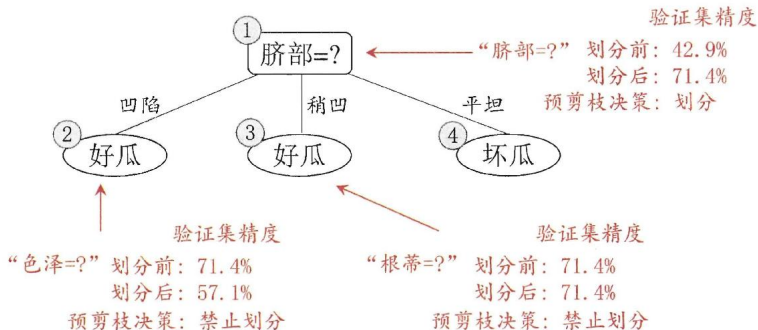 验证集精度
①
脐部=?
“脐部=?” 划分前: 42.9%
划分后: 71.4%
预剪枝决策: 划分
凹陷
稍凹
平坦
②
好瓜
③
好瓜
④
坏瓜
验证集精度
“色泽=?” 划分前: 71.4%
划分后: 57.1%
预剪枝决策: 禁止划分
验证集精度
“根蒂=?” 划分前: 71.4%
划分后: 71.4%
预剪枝决策: 禁止划分